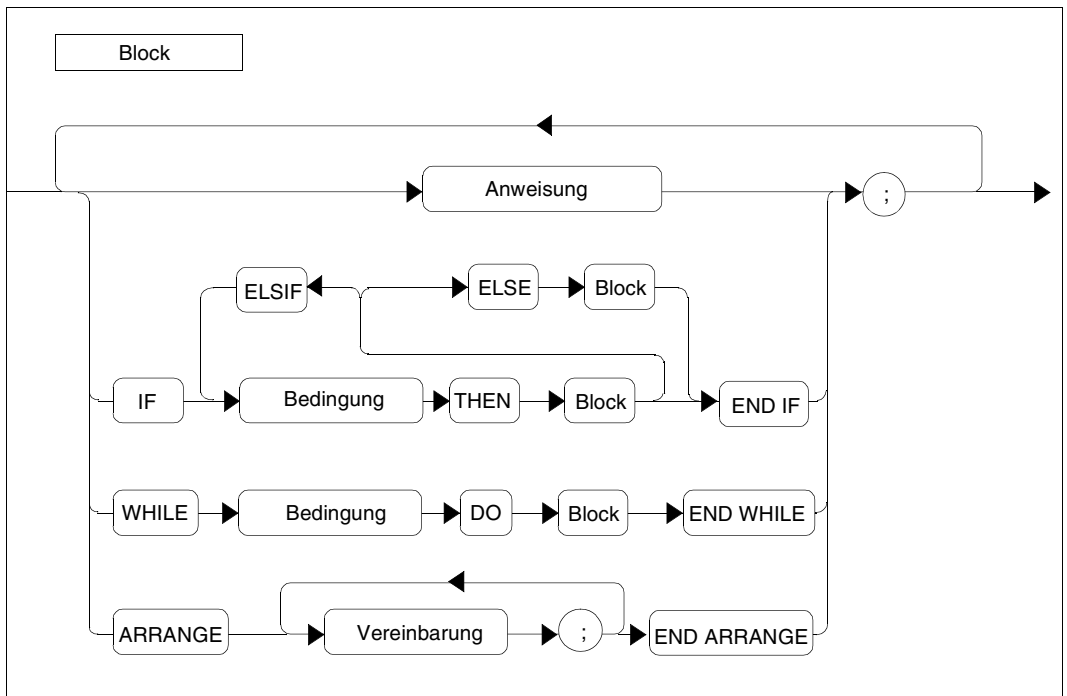 Block
Anweisung ;
ELSIF ELSE Block
IF Bedingung THEN Block END IF
WHILE Bedingung DO Block END WHILE
ARRANGE Vereinbarung ; END ARRANGE